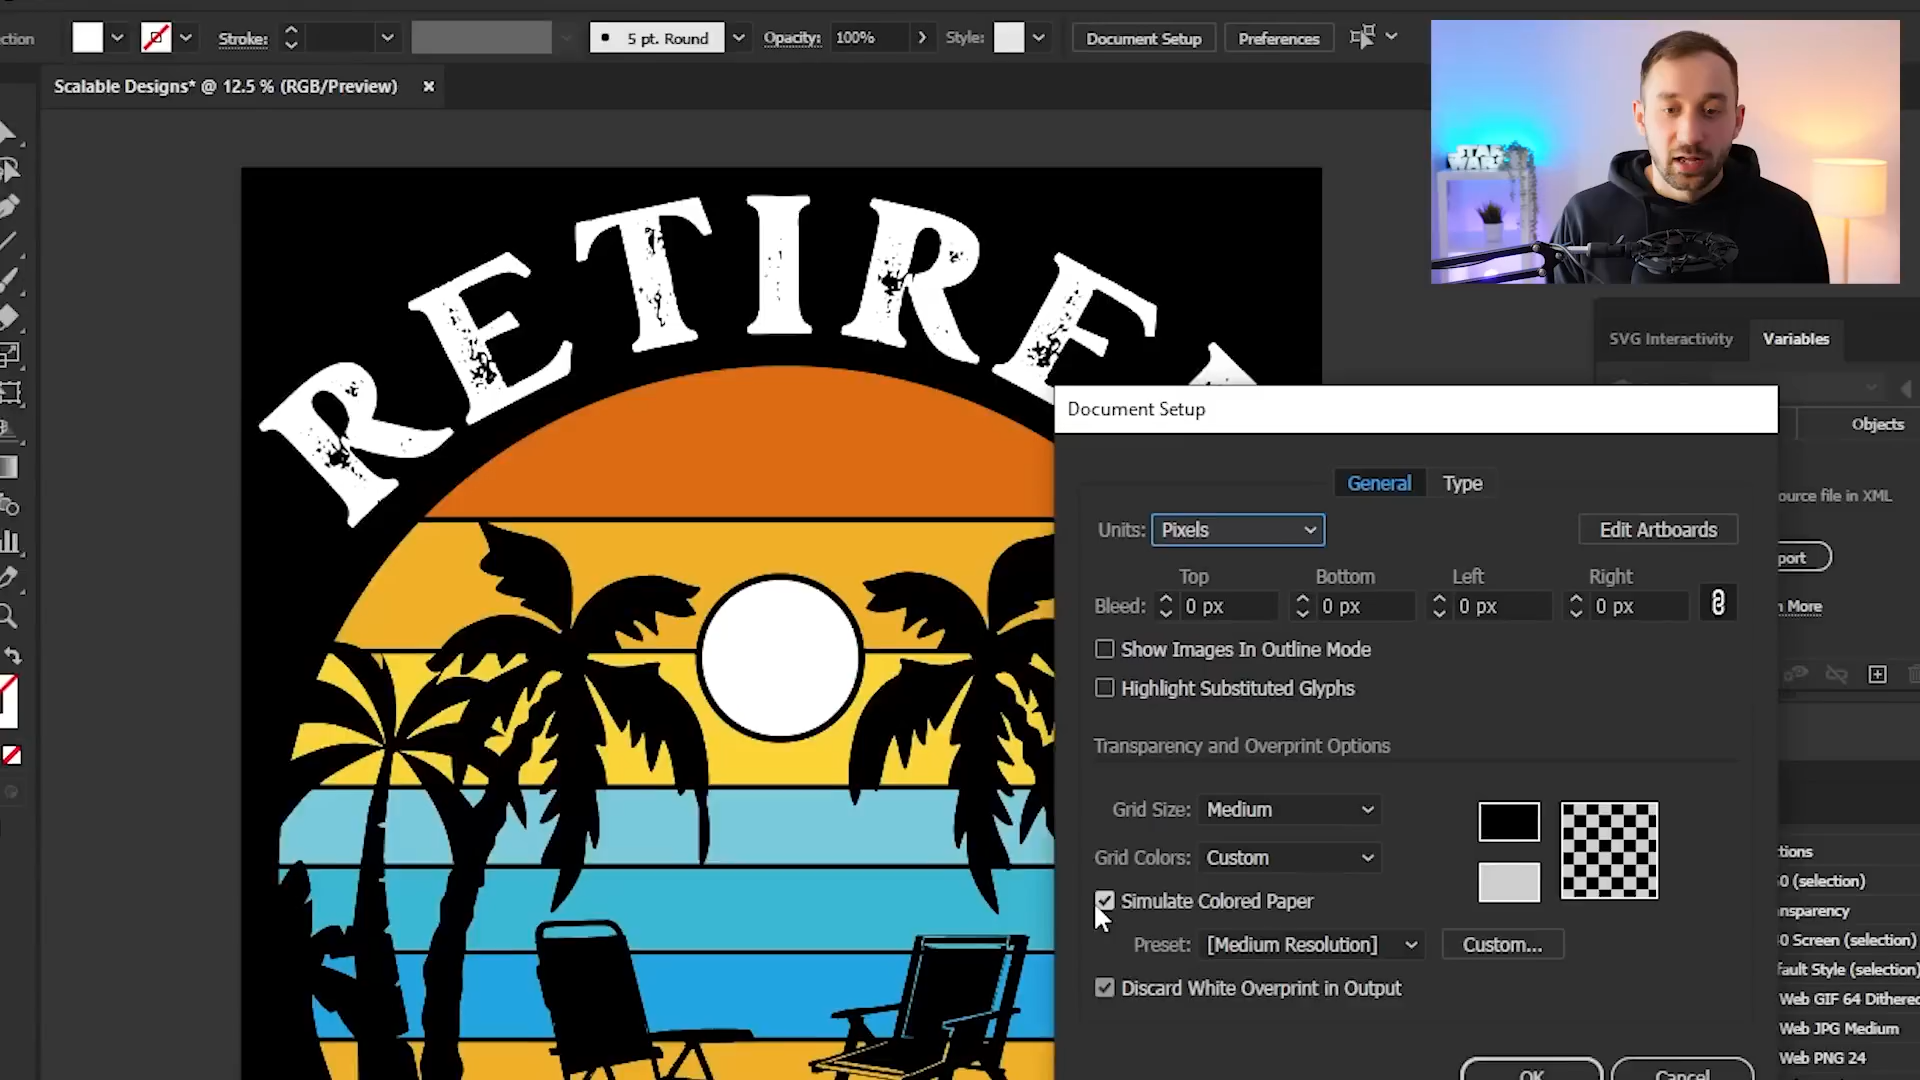 ction
Stroke:
5 pt. Round
Opacity:
100%
Style:
Document Setup
Preferences
Scalable Designs* @ 12.5 % (RGB/Preview)
×
STAR
WARS
RETIRE
SVG Interactivity
Variables
Document Setup
Objects
General
Type
ource file in XML
Units:
Pixels
Edit Artboards
port
Top
Bottom
Left
Right
Bleed:
0 px
0 px
0 px
0 px
n More
Show Images In Outline Mode
Highlight Substituted Glyphs
Transparency and Overprint Options
Grid Size:
Medium
Grid Colors:
Custom
Simulate Colored Paper
Preset:
[Medium Resolution]
Custom...
Discard White Overprint in Output
OK
Cancel
tions
0 (selection)
nsparency
0 Screen (selection)
fault Style (selection)
Web GIF 64 Dithered
Web JPG Medium
Web PNG 24